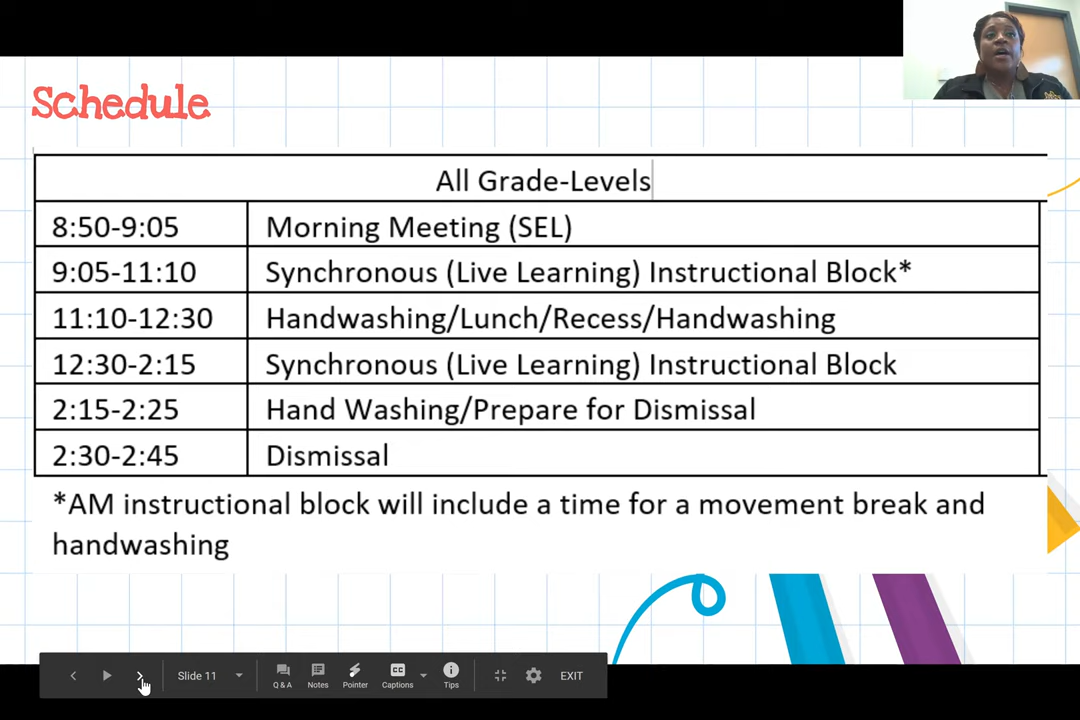 Schedule
All Grade-Levels
8:50-9:05 Morning Meeting (SEL)
9:05-11:10 Synchronous (Live Learning) Instructional Block*
11:10-12:30 Handwashing/Lunch/Recess/Handwashing
12:30-2:15 Synchronous (Live Learning) Instructional Block
2:15-2:25 Hand Washing/Prepare for Dismissal
2:30-2:45 Dismissal
*AM instructional block will include a time for a movement break and
handwashing
Slide 11 Q & A Notes Pointer CC Captions Tips EXIT